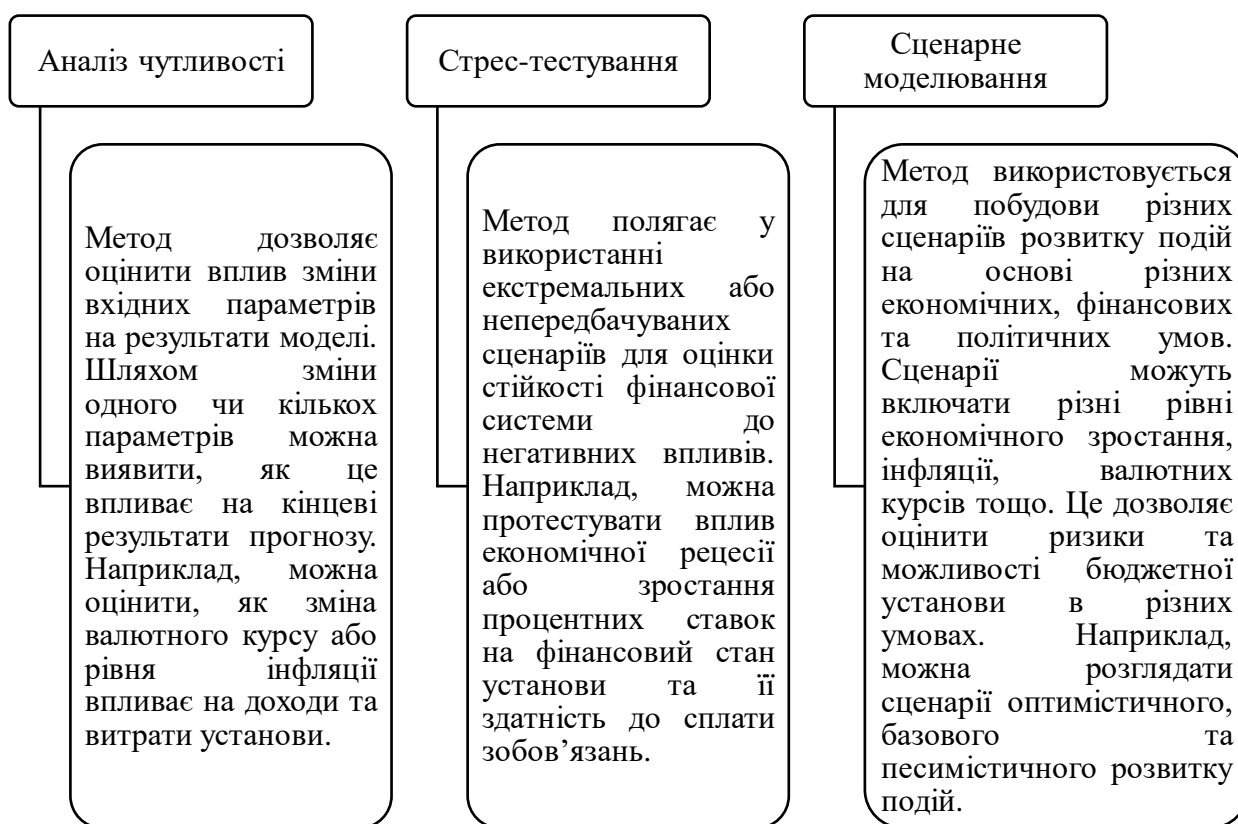 Аналіз чутливості
Метод дозволяє
оцінити вплив зміни
вхідних параметрів
на результати моделі.
Шляхом зміни
одного чи кількох
параметрів можна
виявити, як це
впливає на кінцеві
результати прогнозу.
Наприклад, можна
оцінити, як зміна
валютного курсу або
рівня інфляції
впливає на доходи та
витрати установи.
Стрес-тестування
Метод полягає у
використанні
екстремальних або
непередбачуваних
сценаріїв для оцінки
стійкості фінансової
системи до
негативних впливів.
Наприклад, можна
протестувати вплив
економічної рецесії
або зростання
процентних ставок
на фінансовий стан
установи та її
здатність до сплати
зобов’язань.
Сценарне
моделювання
Метод використовується
для побудови різних
сценаріїв розвитку подій
на основі різних
економічних, фінансових
та політичних умов.
Сценарії можуть
включати різні рівні
економічного зростання,
інфляції, валютних
курсів тощо. Це дозволяє
оцінити ризики та
можливості бюджетної
установи в різних
умовах. Наприклад,
можна розглядати
сценарії оптимістичного,
базового та
песимістичного розвитку
подій.